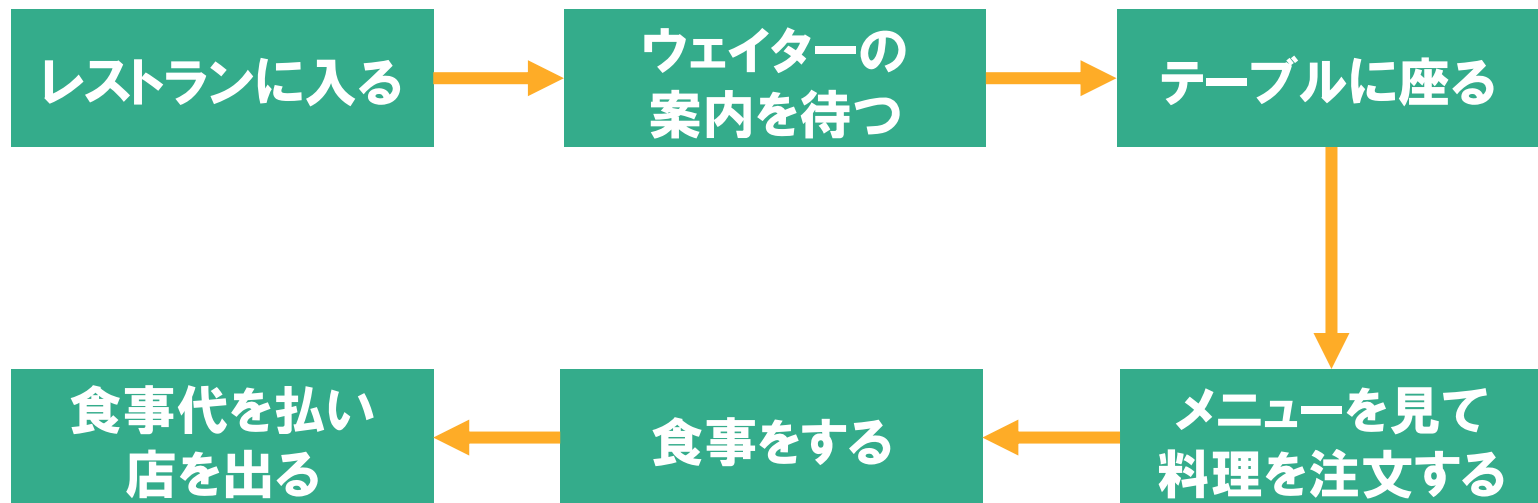 レストランに入る
ウェイターの
案内を待つ
テーブルに座る
メニューを見て
料理を注文する
食事をする
食事代を払い
店を出る